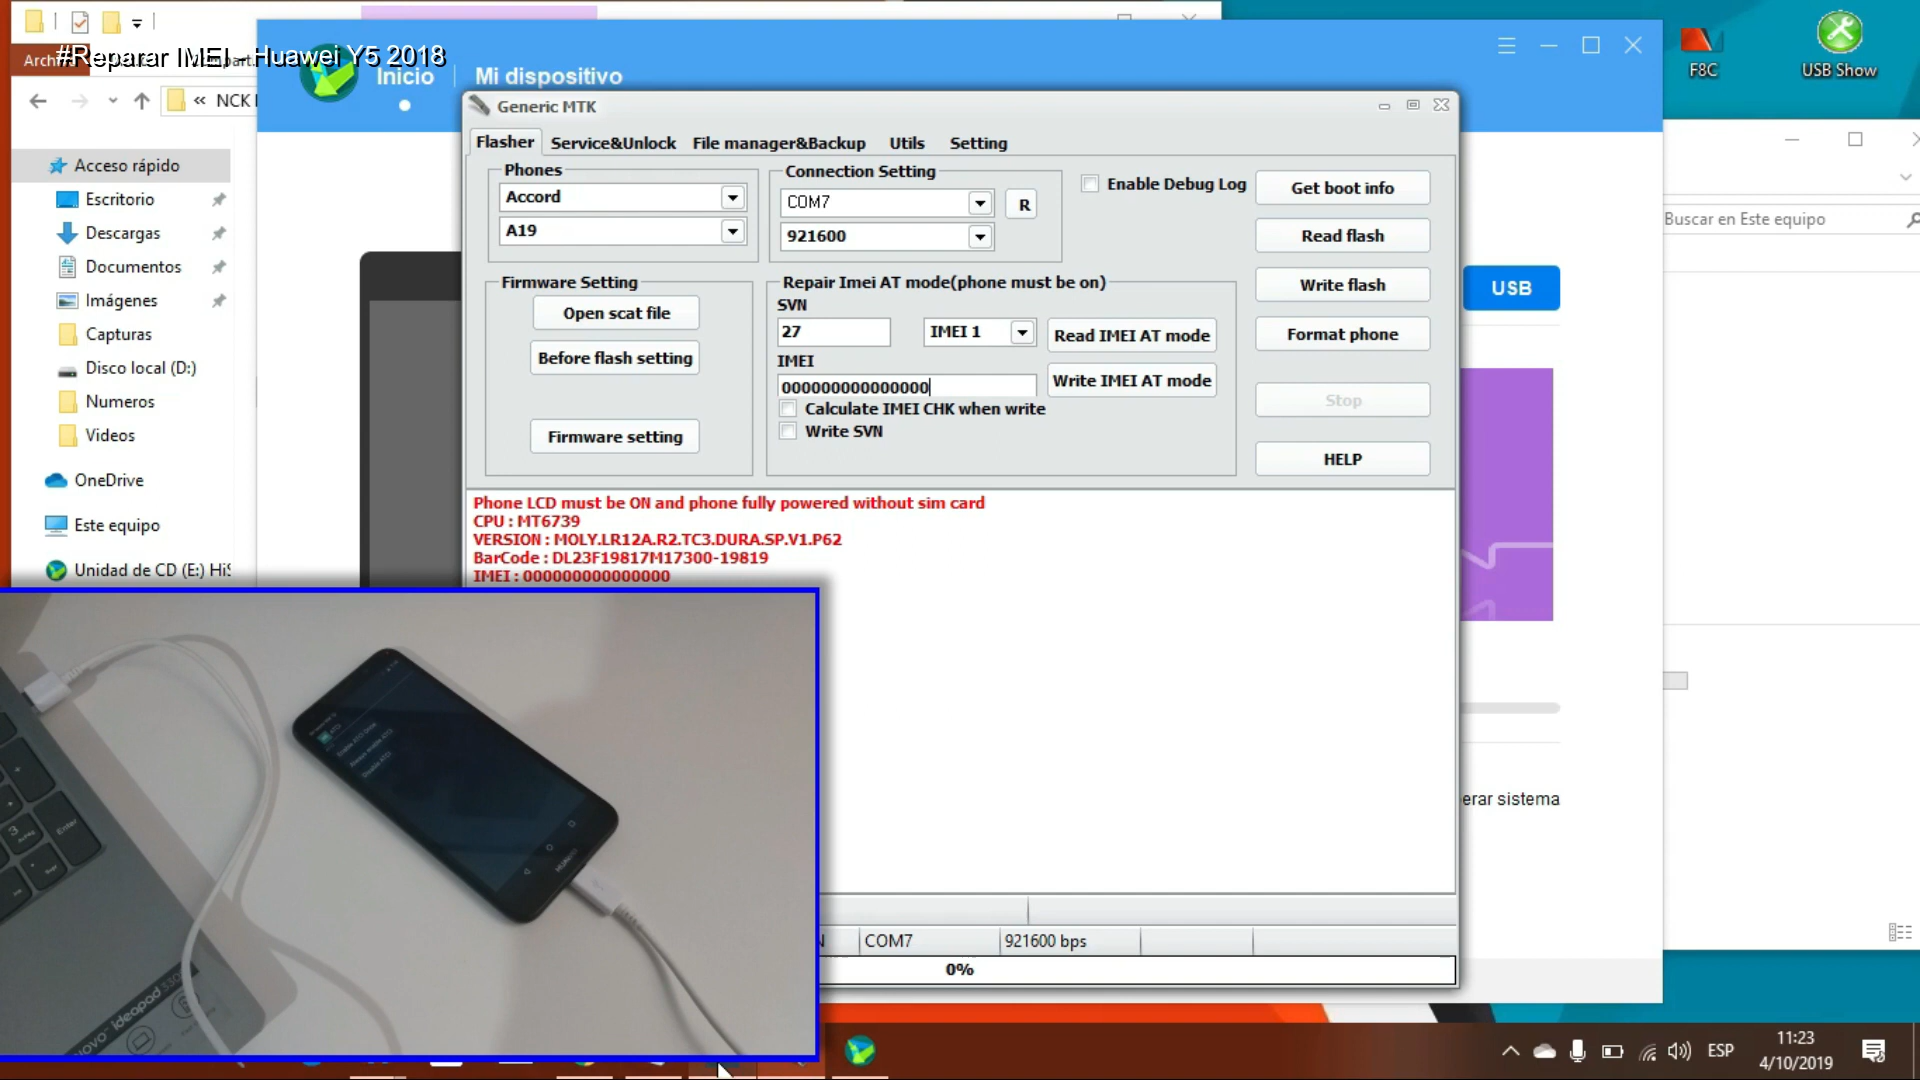 #Reparar IMEI - Huawei Y5 2018
Inicio
Mi dispositivo
F8C
USB Show
« NCK
Generic MTK
Flasher
Service&Unlock
File manager&Backup
Utils
Setting
Acceso rápido
Escritorio
Descargas
Documentos
Imágenes
Capturas
Disco local (D:)
Numeros
Videos
OneDrive
Este equipo
Unidad de CD (E:) HiS
Phones
Accord
A19
Connection Setting
COM7
R
921600
Enable Debug Log
Get boot info
Read flash
Write flash
Format phone
Stop
HELP
Firmware Setting
Open scat file
Before flash setting
Firmware setting
Repair Imei AT mode(phone must be on)
SVN
27
IMEI 1
Read IMEI AT mode
IMEI
000000000000000
Write IMEI AT mode
Calculate IMEI CHK when write
Write SVN
Phone LCD must be ON and phone fully powered without sim card
CPU : MT6739
VERSION : MOLY.LR12A.R2.TC3.DURA.SP.V1.P62
BarCode : DL23F19817M17300-19819
IMEI : 000000000000000
Buscar en Este equipo
USB
erar sistema
COM7
921600 bps
0%
Enter
ideapad 330
HUAWEI
ESP
11:23
4/10/2019